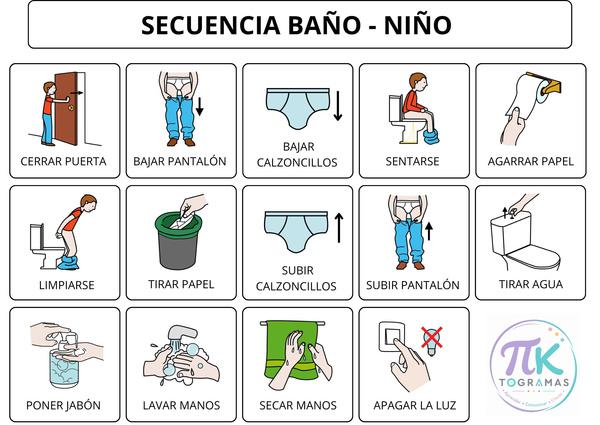 SECUENCIA BAÑO - NIÑO
CERRAR PUERTA
BAJAR PANTALÓN
BAJAR
CALZONCILLOS
SENTARSE
AGARRAR PAPEL
LIMPIARSE
TIRAR PAPEL
SUBIR
CALZONCILLOS
SUBIR PANTALÓN
TIRAR AGUA
PONER JABÓN
LAVAR MANOS
SECAR MANOS
APAGAR LA LUZ
πK
TOGRAMAS